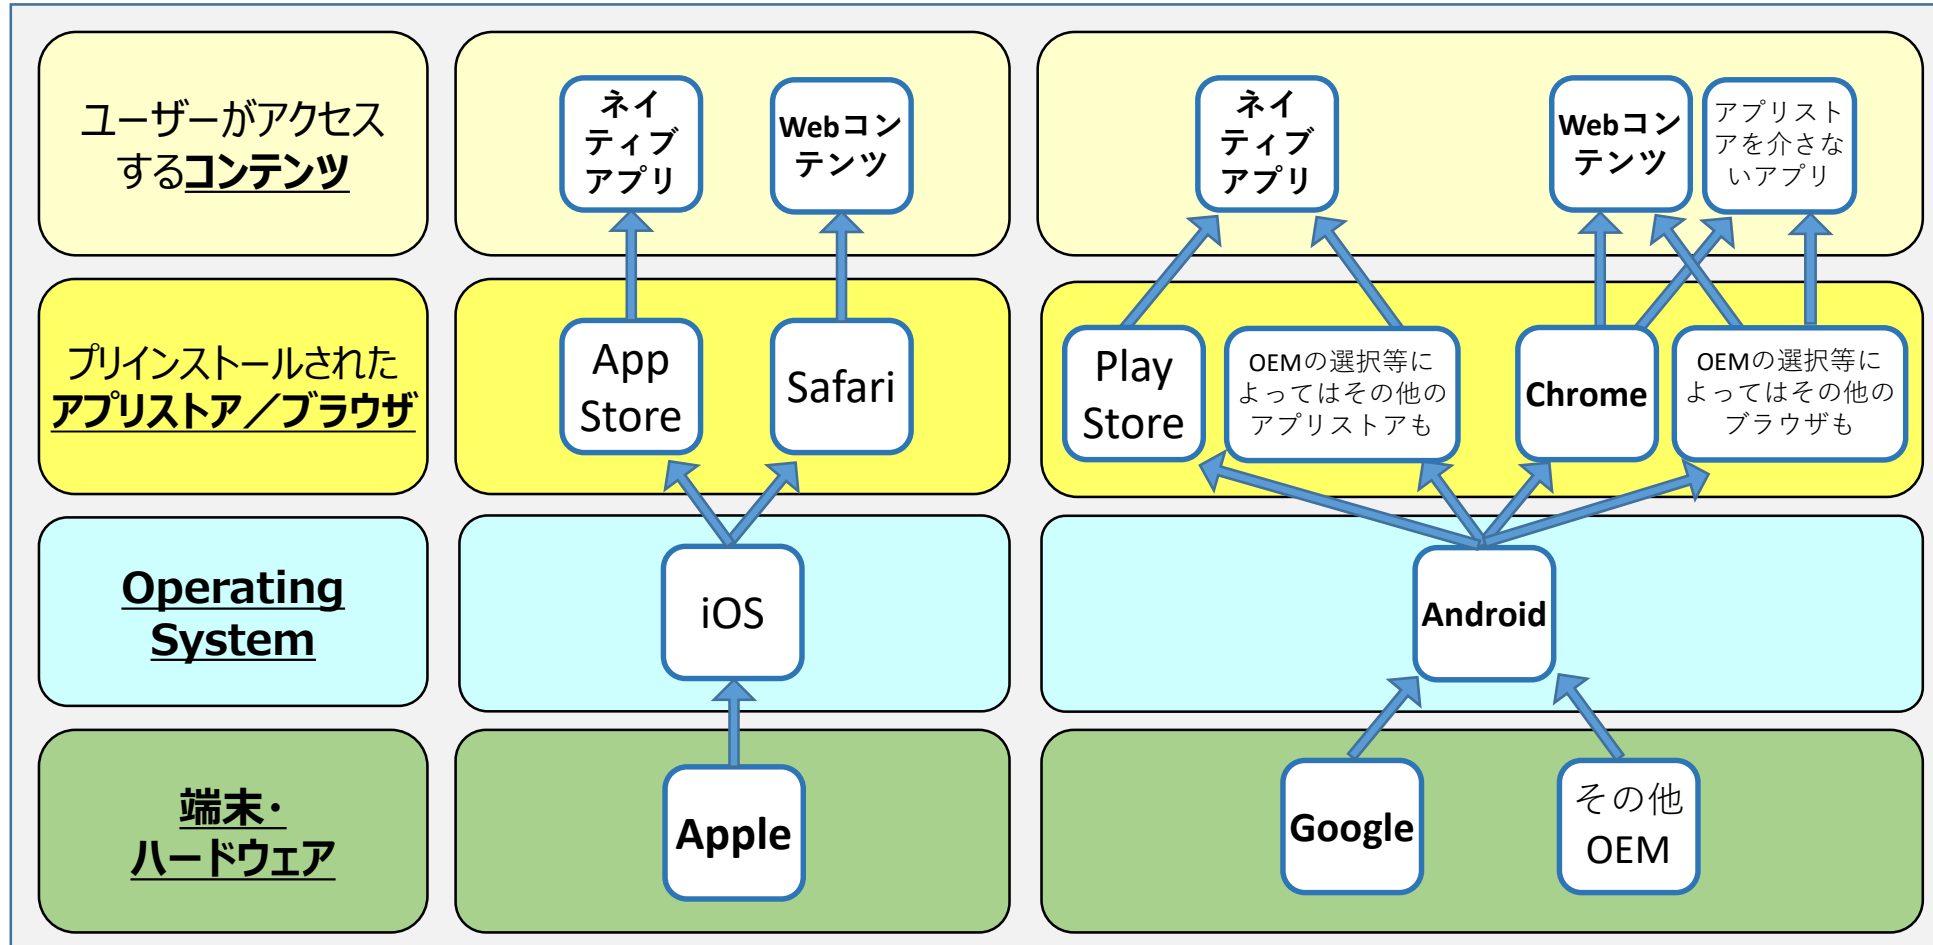 ユーザーがアクセス
するコンテンツ
ネイ
ティブ
アプリ
Webコン
テンツ
ネイ
ティブ
アプリ
Webコン
テンツ
アプリスト
アを介さな
いアプリ
プリインストールされた
アプリストア／ブラウザ
App
Store
Safari
Play
Store
OEMの選択等に
よってはその他の
アプリストアも
Chrome
OEMの選択等に
よってはその他の
ブラウザも
Operating
System
iOS
Android
端末・
ハードウェア
Apple
Google
その他
OEM